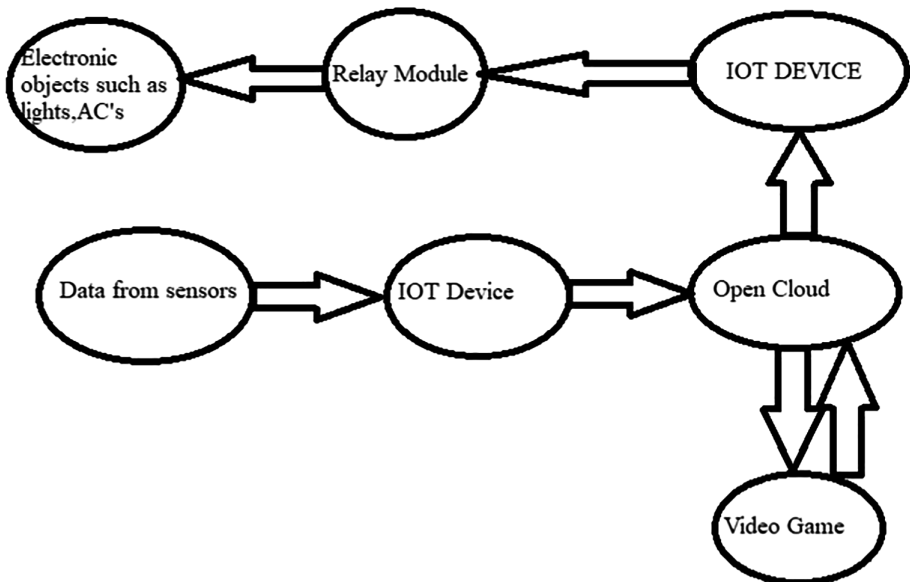 Electronic
objects such as
lights,AC's
Relay Module
IOT DEVICE
Data from sensors
IOT Device
Open Cloud
Video Game